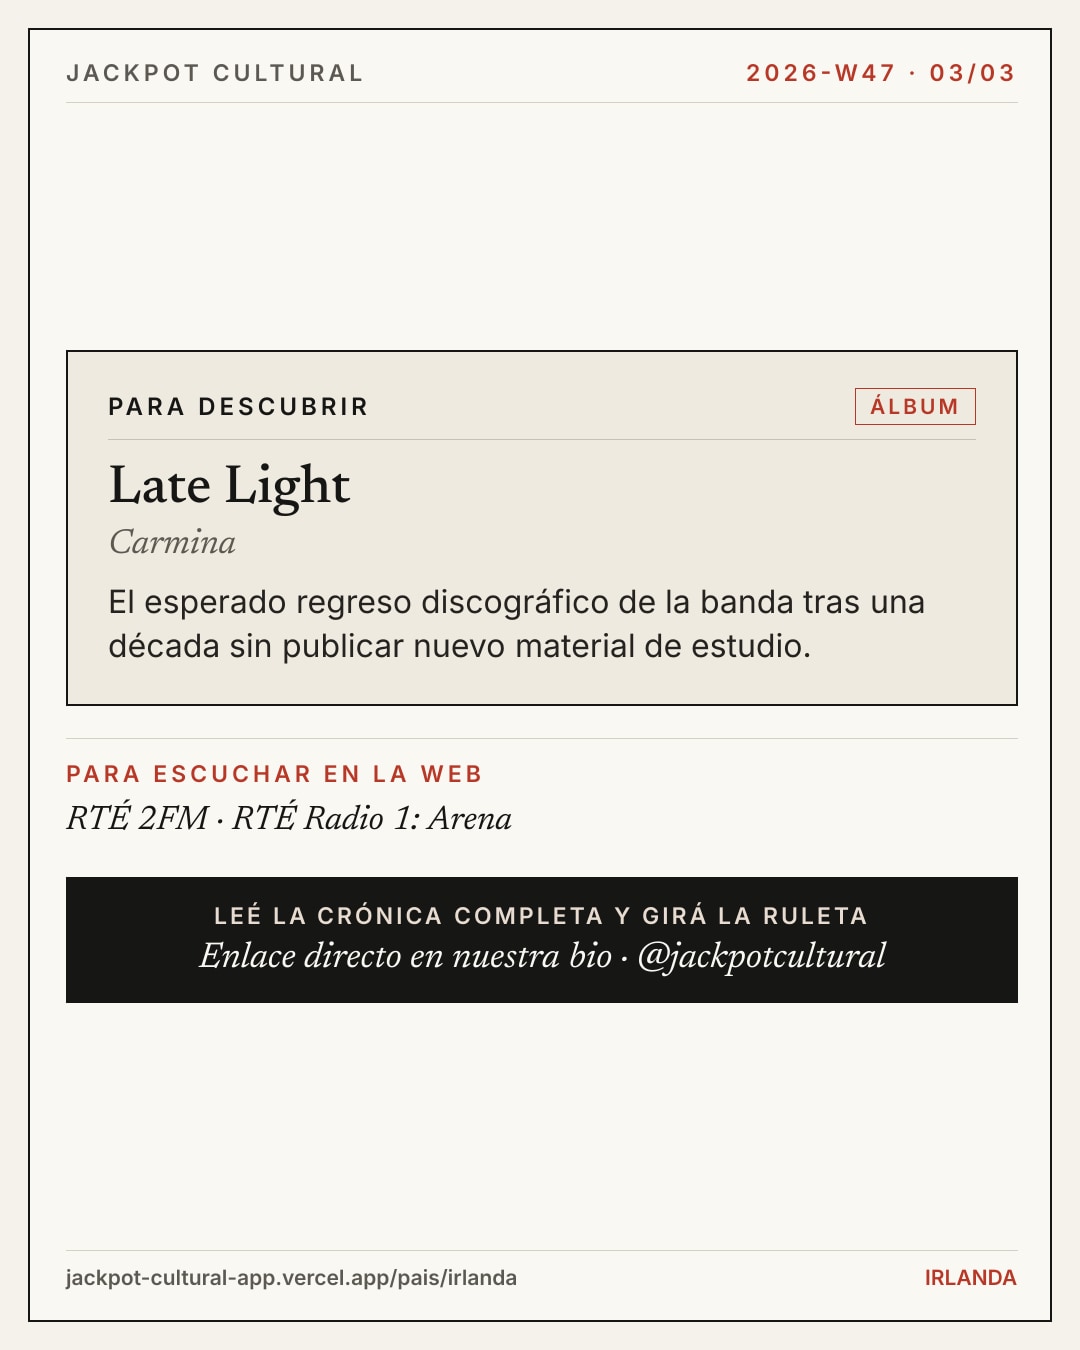 JACKPOT CULTURAL
2026-W47 · 03/03
PARA DESCUBRIR
ÁLBUM
Late Light
Carmina
El esperado regreso discográfico de la banda tras una
década sin publicar nuevo material de estudio.
PARA ESCUCHAR EN LA WEB
RTÉ 2FM · RTÉ Radio 1: Arena
LEÉ LA CRÓNICA COMPLETA Y GIRÁ LA RULETA
Enlace directo en nuestra bio · @jackpotcultural
jackpot-cultural-app.vercel.app/pais/irlanda
IRLANDA